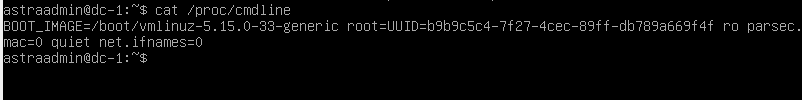 astraadmin@dc-1:~$ cat /proc/cmdline
BOOT_IMAGE=/boot/vmlinuz-5.15.0-33-generic root=UUID=b9b9c5c4-7f27-4cec-89ff-db789a669f4f ro parsec.
mac=0 quiet net.ifnames=0
astraadmin@dc-1:~$